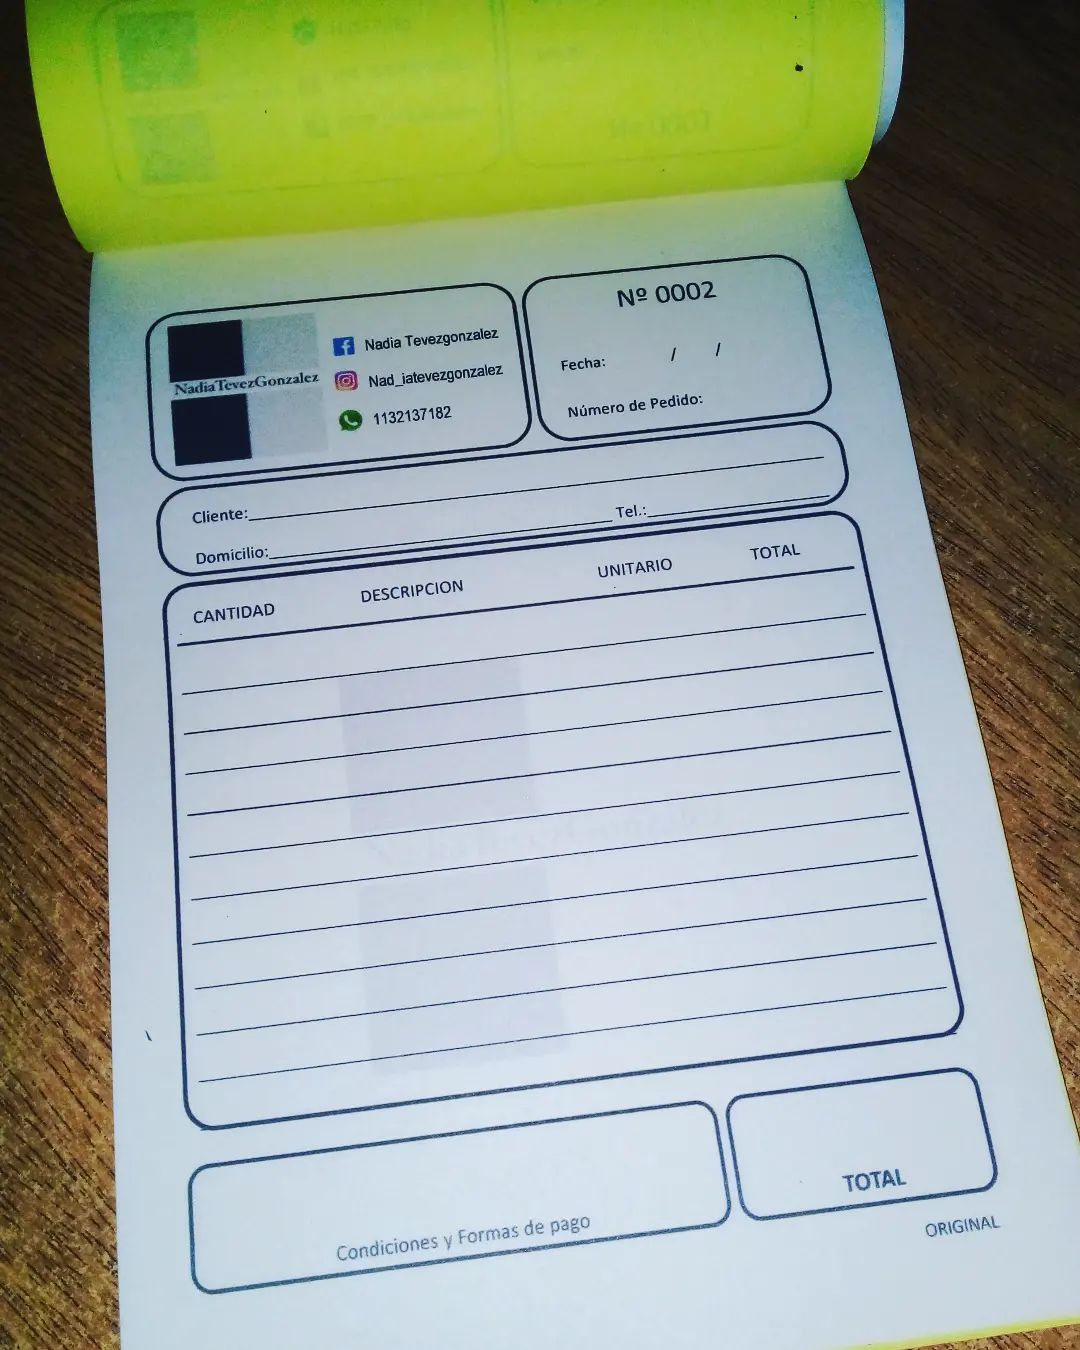 NadiaTevezGonzalez
Nadia Tevezgonzalez
Nad_iatevezgonzalez
1132137182
Nº 0002
Fecha: / /
Número de Pedido:
Cliente:
Domicilio: Tel.:
CANTIDAD DESCRIPCION UNITARIO TOTAL
Condiciones y Formas de pago
TOTAL
ORIGINAL